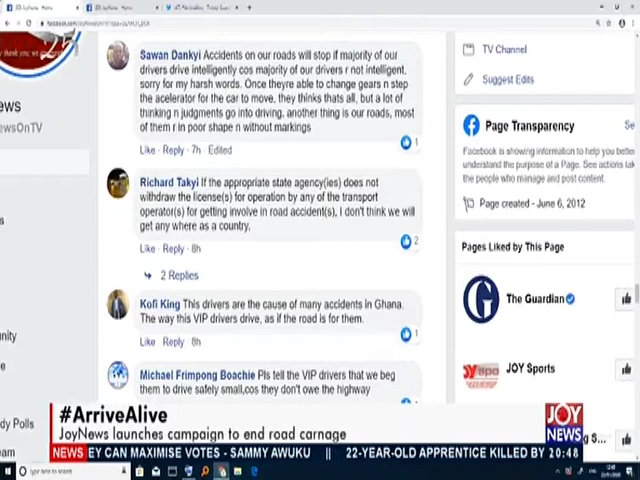 Sawan Dankyi Accidents on our roads will stop if majority of our
drivers drive intelligently cos majority of our drivers r not intelligent,
sorry for my harsh words. Once theyre able to change gears n step
the acelerator for the car to move, they thinks thats all, but a lot of
thinking n judgments go into driving, another thing is our roads, most
of them r in poor shape n without markings
Like · Reply · 7h · Edited
1
Richard Takyi If the appropriate state agency(ies) does not
withdraw the license(s) for operation by any of the transport
operator(s) for getting involve in road accident(s), I don't think we will
get any where as a country,
Like · Reply · 8h
2
2 Replies
Kofi King This drivers are the cause of many accidents in Ghana.
The way this VIP drivers drive, as if the road is for them.
Like · Reply · 8h
1
Michael Frimpong Boachie Pls tell the VIP drivers that we beg
them to drive safely small,cos they don't owe the highway
TV Channel
Suggest Edits
Page Transparency
Facebook is showing information to help you bette
understand the purpose of a Page. See actions tak
the people who manage and post content.
Page created - June 6, 2012
Pages Liked by This Page
The Guardian
JOY Sports
ews
ewsOnTV
unity
dy Polls
eam
#ArriveAlive
JoyNews launches campaign to end road carnage
JOY
NEWS
NEWS EY CAN MAXIMISE VOTES - SAMMY AWUKU || 22-YEAR-OLD APPRENTICE KILLED BY 20:48